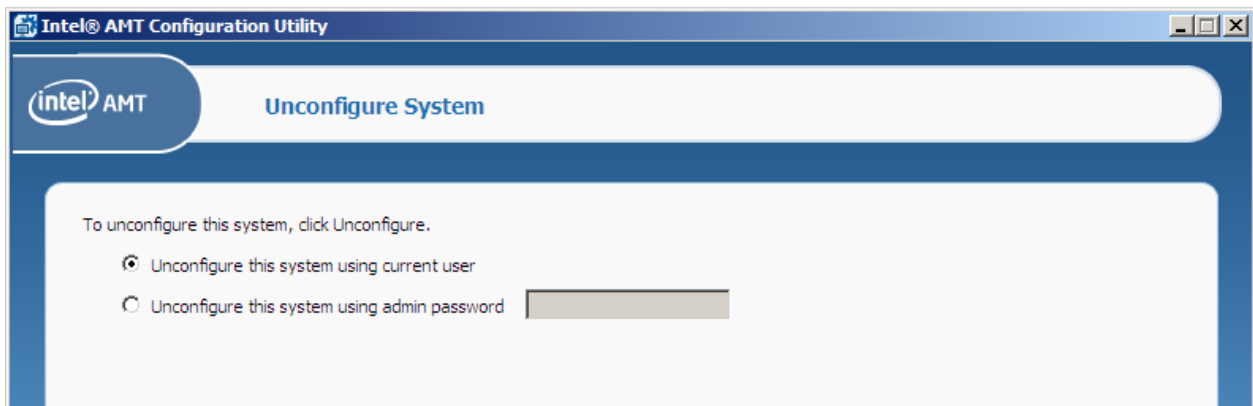 Intel® AMT Configuration Utility
intel AMT
Unconfigure System
To unconfigure this system, click Unconfigure.
Unconfigure this system using current user
Unconfigure this system using admin password